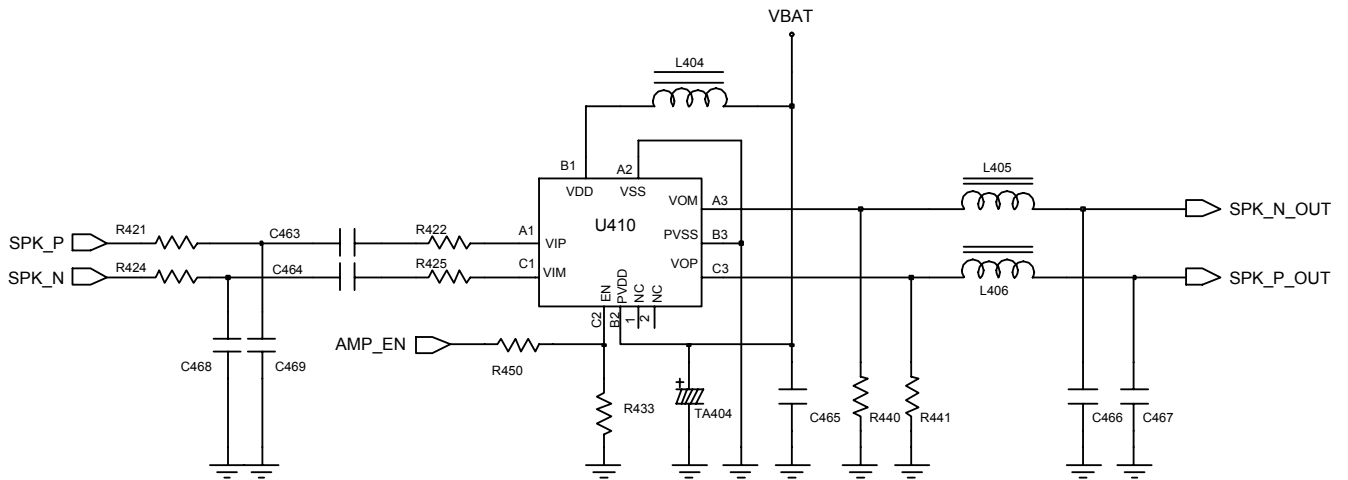 VBAT
L404
B1
A2
L405
VDD
VSS
VOM
A3
SPK_N_OUT
U410
SPK_P
R421
C463
R422
A1
VIP
PVSS
B3
SPK_N
R424
C464
R425
C1
VIM
VOP
C3
SPK_P_OUT
L406
EN
PVDD
NC
NC
C2
B2
1
2
AMP_EN
R450
C468
C469
R433
TA404
C465
R440
R441
C466
C467
+